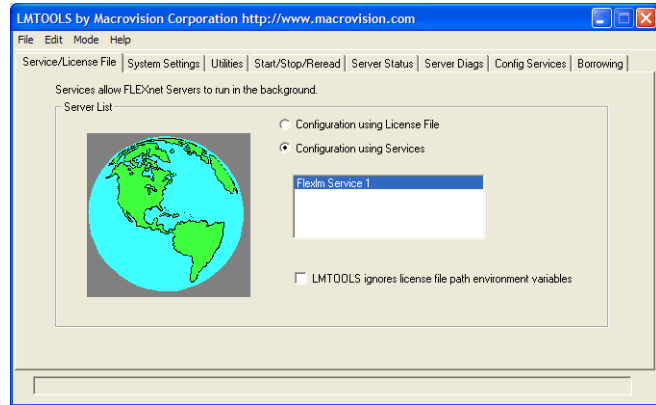 LMTOOLS by Macrovision Corporation http://www.macrovision.com
File Edit Mode Help
Service/License File System Settings Utilities Start/Stop/Reread Server Status Server Diags Config Services Borrowing
Services allow FLEXnet Servers to run in the background.
Server List
Configuration using License File
Configuration using Services
Flexlm Service 1
LMTOOLS ignores license file path environment variables